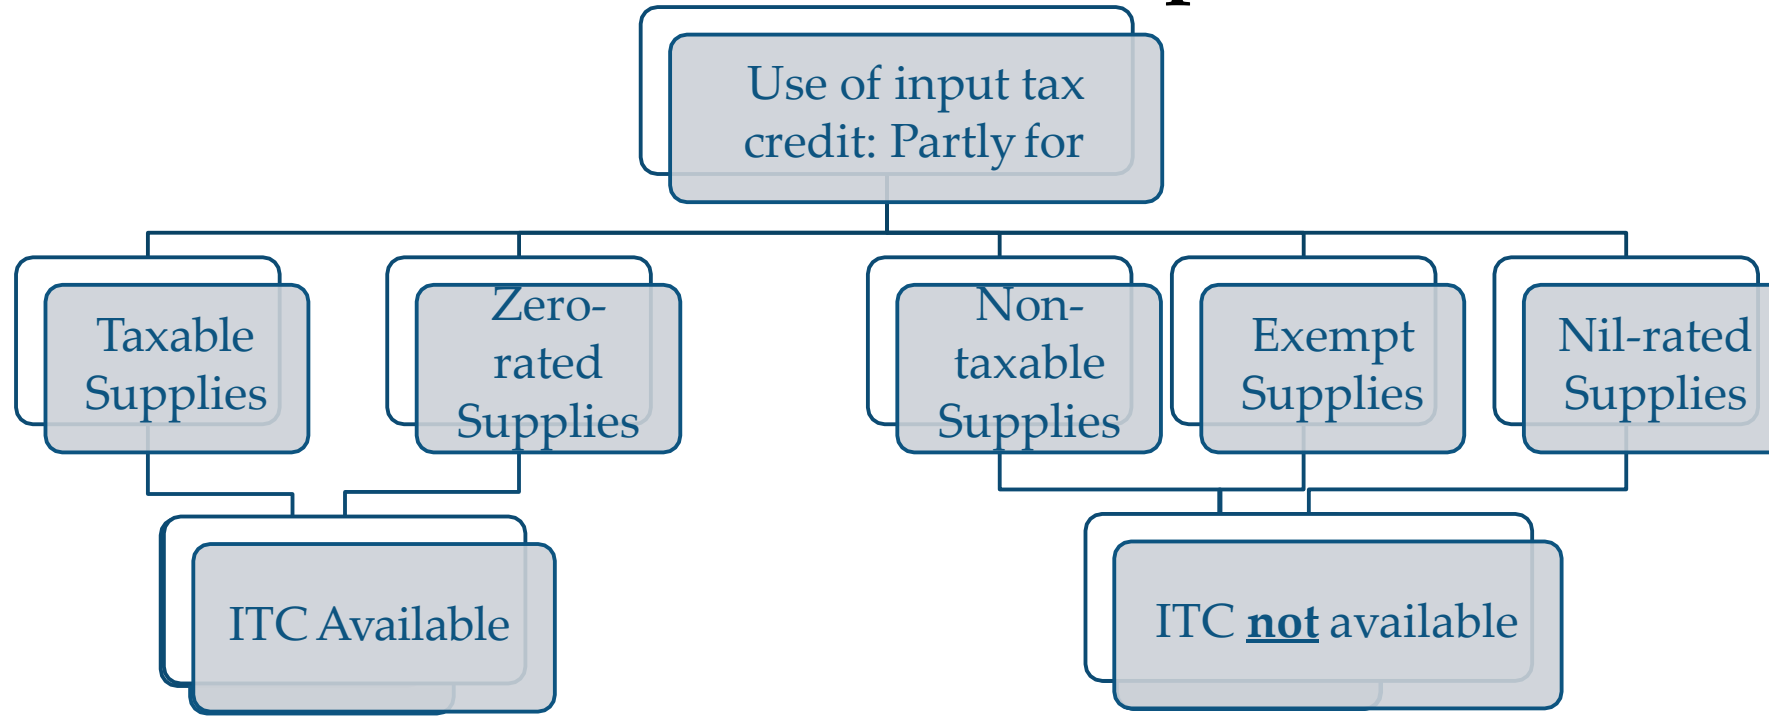 Use of input tax
credit: Partly for
Taxable
Supplies
Zero-
rated
Supplies
Non-
taxable
Supplies
Exempt
Supplies
Nil-rated
Supplies
ITC Available
ITC not available